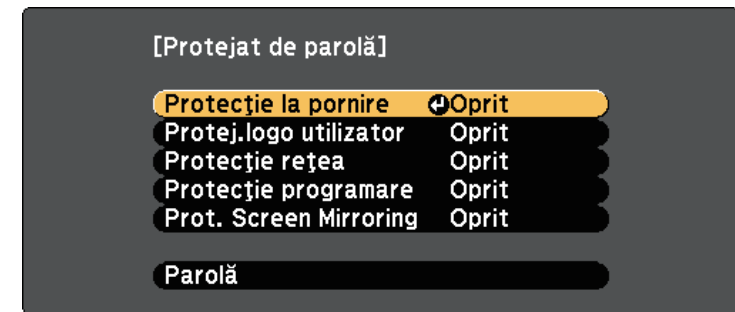 [Protejat de parolă]
Protecţie la pornire Oprit
Protej.logo utilizator Oprit
Protecţie reţea Oprit
Protecţie programare Oprit
Prot. Screen Mirroring Oprit
Parolă